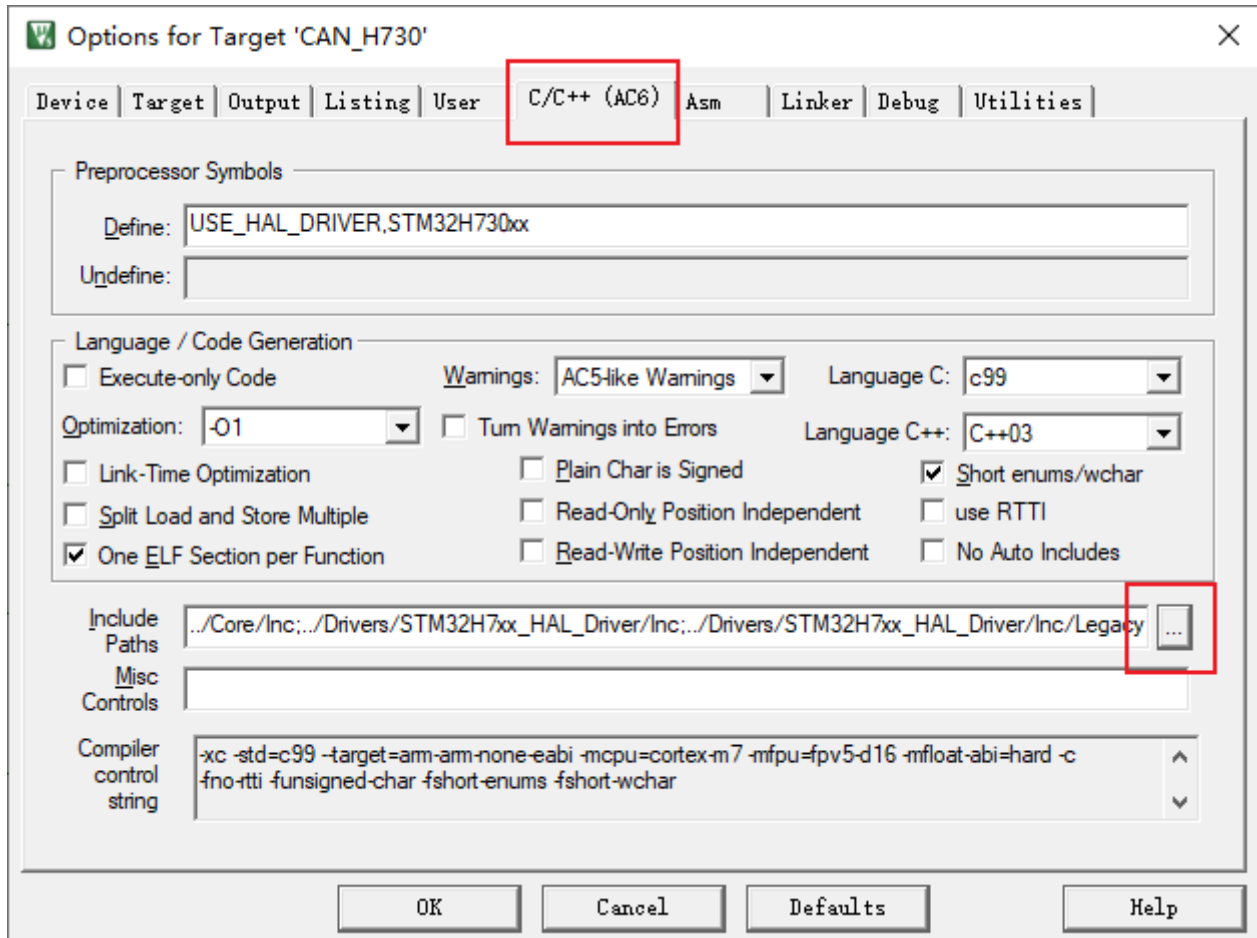 Options for Target 'CAN_H730'
Device Target Output Listing User C/C++ (AC6) Asm Linker Debug Utilities
Preprocessor Symbols
Define: USE_HAL_DRIVER,STM32H730xx
Undefine:
Language / Code Generation
Execute-only Code Warnings: AC5-like Warnings Language C: c99
Optimization: -O1 Turn Warnings into Errors Language C++: C++03
Link-Time Optimization Plain Char is Signed Short enums/wchar
Split Load and Store Multiple Read-Only Position Independent use RTTI
One ELF Section per Function Read-Write Position Independent No Auto Includes
Include Paths ../Core/Inc;../Drivers/STM32H7xx_HAL_Driver/Inc;../Drivers/STM32H7xx_HAL_Driver/Inc/Legacy ...
Misc Controls
Compiler control string -xc -std=c99 --target=arm-arm-none-eabi -mcpu=cortex-m7 -mfpu=fpv5-d16 -mfloat-abi=hard -c
-fno-rtti -funsigned-char -fshort-enums -fshort-wchar
OK Cancel Defaults Help